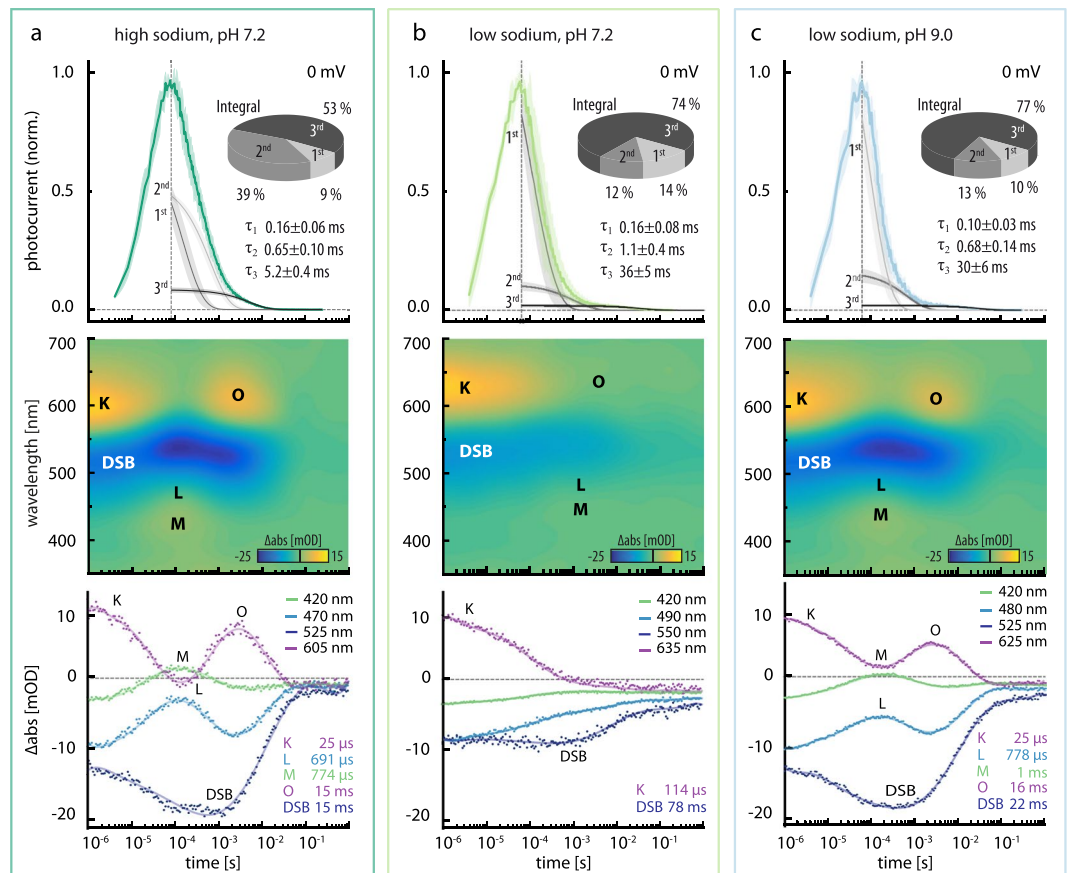 a high sodium, pH 7.2
photocurrent (norm.)
1.0
0.5
0.0
0 mV
Integral 53 %
3rd
2nd
1st
39 %
9 %
2nd
1st
3rd
τ1 0.16±0.06 ms
τ2 0.65±0.10 ms
τ3 5.2±0.4 ms
wavelength [nm]
700
600
500
400
K
O
DSB
L
M
Δabs [mOD]
-25 15
Δabs [mOD]
10
0
-10
-20
K
O
M
L
DSB
420 nm
470 nm
525 nm
605 nm
K 25 µs
L 691 µs
M 774 µs
O 15 ms
DSB 15 ms
10-6 10-5 10-4 10-3 10-2 10-1
time [s]
b low sodium, pH 7.2
1.0
0.5
0.0
0 mV
Integral 74 %
3rd
2nd
1st
12 %
14 %
1st
2nd
3rd
τ1 0.16±0.08 ms
τ2 1.1±0.4 ms
τ3 36±5 ms
700
600
500
400
K
O
DSB
L
M
Δabs [mOD]
-25 15
10
0
-10
-20
K
DSB
420 nm
490 nm
550 nm
635 nm
K 114 µs
DSB 78 ms
10-6 10-5 10-4 10-3 10-2 10-1
time [s]
c low sodium, pH 9.0
1.0
0.5
0.0
0 mV
Integral 77 %
3rd
2nd
1st
13 %
10 %
1st
2nd
3rd
τ1 0.10±0.03 ms
τ2 0.68±0.14 ms
τ3 30±6 ms
700
600
500
400
K
O
DSB
L
M
Δabs [mOD]
-25 15
10
0
-10
-20
K
O
M
L
DSB
420 nm
480 nm
525 nm
625 nm
K 25 µs
L 778 µs
M 1 ms
O 16 ms
DSB 22 ms
10-6 10-5 10-4 10-3 10-2 10-1
time [s]